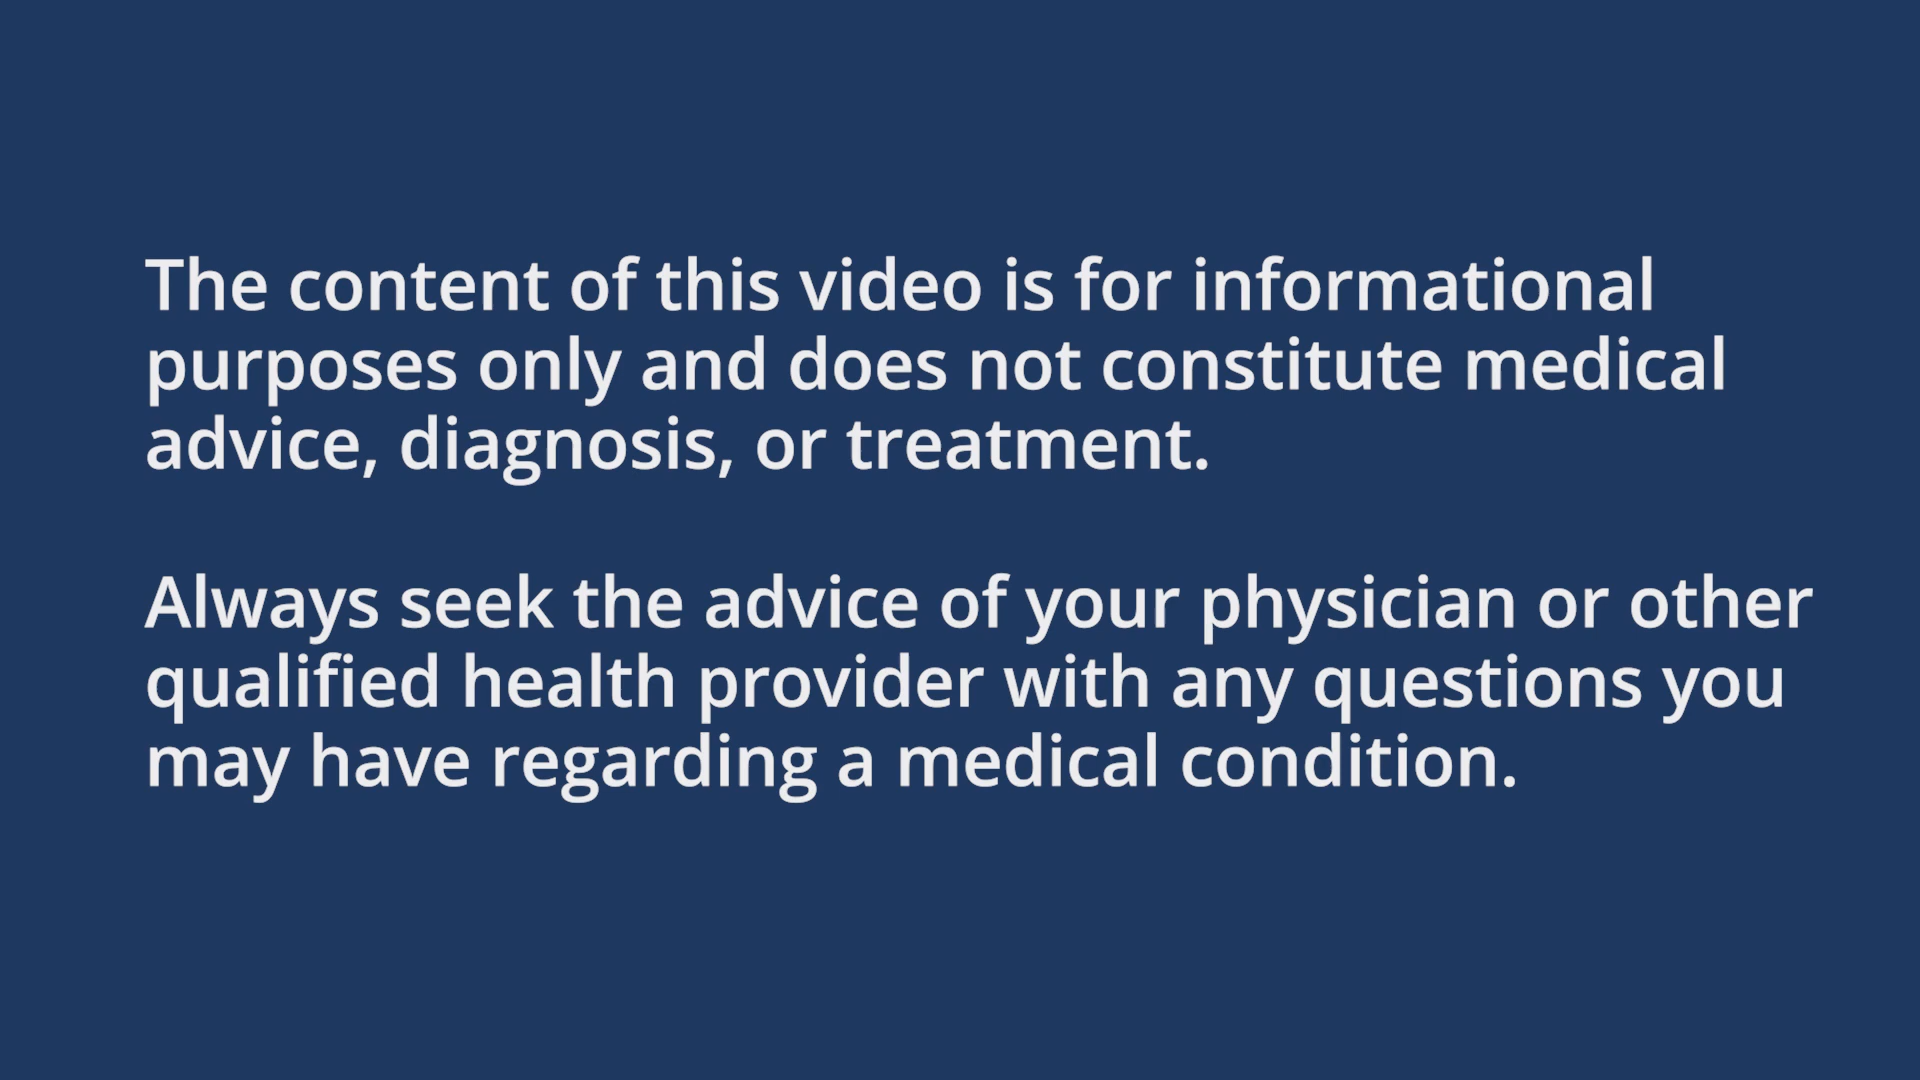 The content of this video is for informational
purposes only and does not constitute medical
advice, diagnosis, or treatment.
Always seek the advice of your physician or other
qualified health provider with any questions you
may have regarding a medical condition.